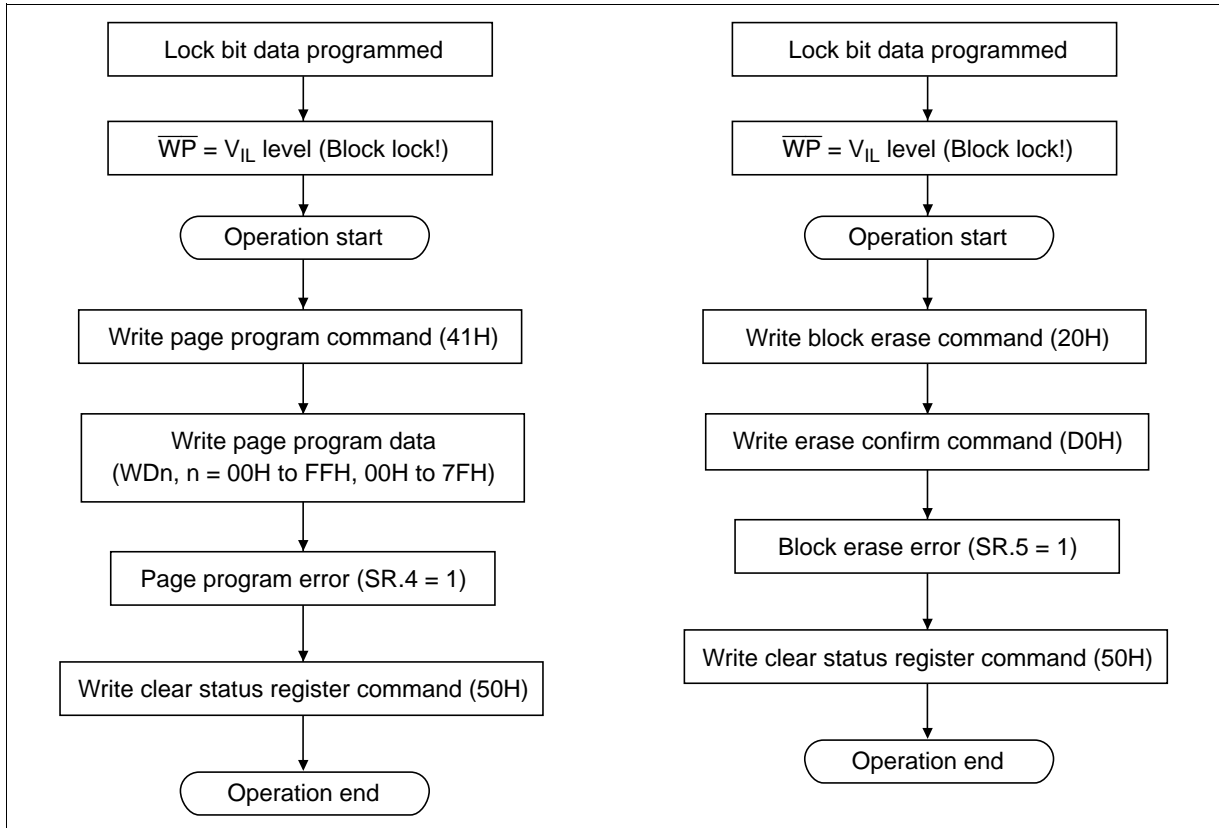 Lock bit data programmed
W̅P̅ = VIL level (Block lock!)
Operation start
Write page program command (41H)
Write page program data
(WDn, n = 00H to FFH, 00H to 7FH)
Page program error (SR.4 = 1)
Write clear status register command (50H)
Operation end
Lock bit data programmed
W̅P̅ = VIL level (Block lock!)
Operation start
Write block erase command (20H)
Write erase confirm command (D0H)
Block erase error (SR.5 = 1)
Write clear status register command (50H)
Operation end